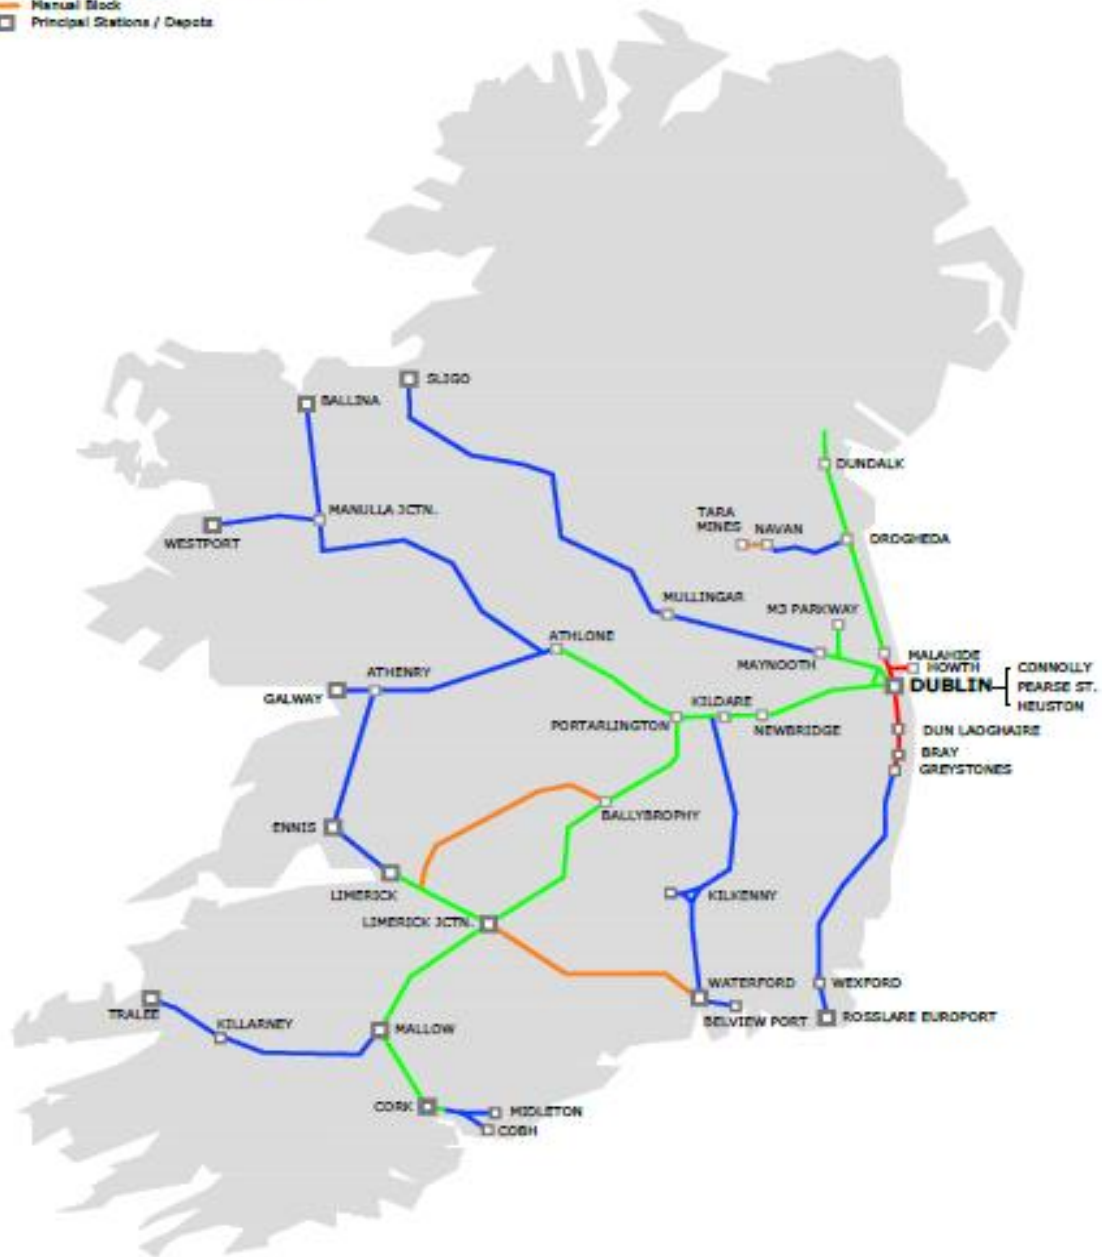 Manual Block
Principal Stations / Depots
SLIGO
BALLINA
DUNDALK
MANULLA JCTN.
TARA
MINES
NAVAN
WESTPORT
DROGHEDA
MULLINGAR
M3 PARKWAY
ATHLONE
MALAHIDE
MAYNOOTH
HOWTH
CONNOLLY
ATHENRY
DUBLIN
PEARSE ST.
GALWAY
KILDARE
HEUSTON
PORTARLINGTON
NEWBRIDGE
DUN LAOGHAIRE
BRAY
GREYSTONES
BALLYBROPHY
ENNIS
LIMERICK
KILKENNY
LIMERICK JCTN.
WATERFORD
WEXFORD
TRALEE
BELVIEW PORT
ROSSLARE EUROPORT
KILLARNEY
MALLOW
CORK
MIDLETON
COBH